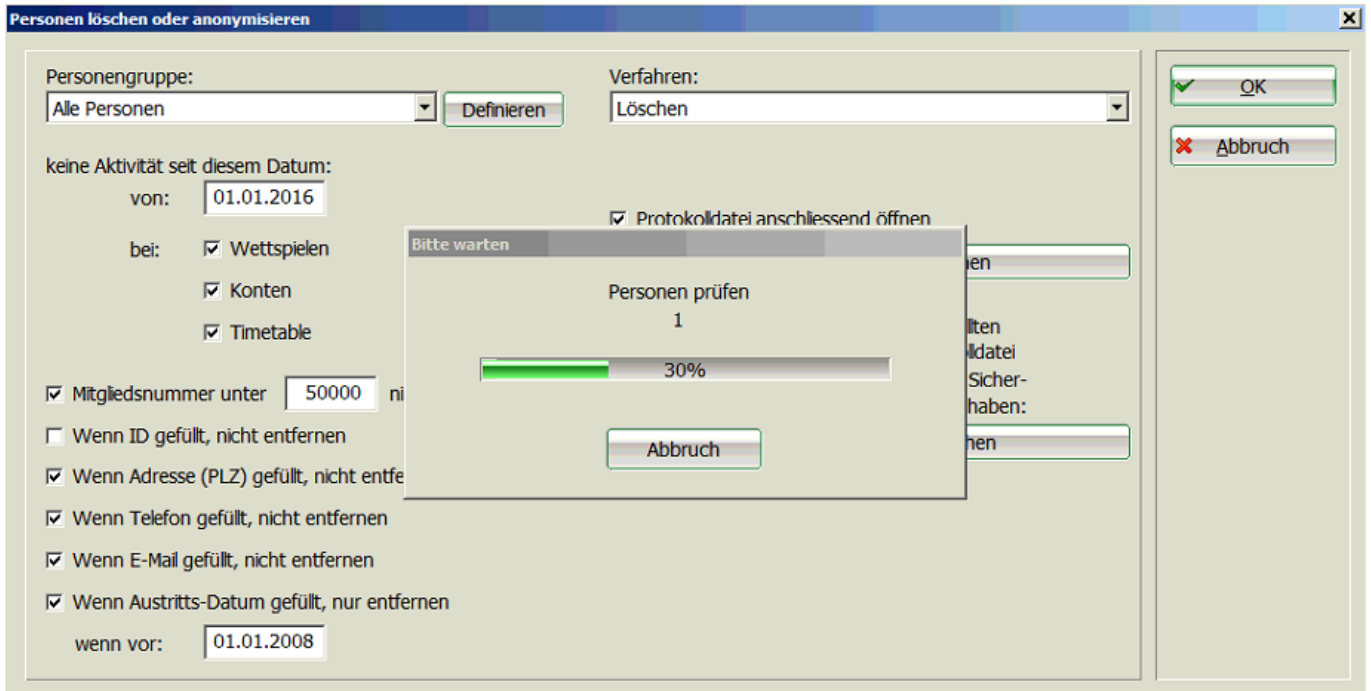 Personen löschen oder anonymisieren
Personengruppe:
Alle Personen
Definieren
Verfahren:
Löschen
OK
Abbruch
keine Aktivität seit diesem Datum:
von: 01.01.2016
bei: Wettspielen
Konten
Timetable
Protokolldatei anschliessend öffnen
Bitte warten
Personen prüfen
1
30%
Abbruch
Mitgliedsnummer unter 50000
Wenn ID gefüllt, nicht entfernen
Wenn Adresse (PLZ) gefüllt, nicht
Wenn Telefon gefüllt, nicht entfernen
Wenn E-Mail gefüllt, nicht entfernen
Wenn Austritts-Datum gefüllt, nur entfernen
wenn vor: 01.01.2008
haben: